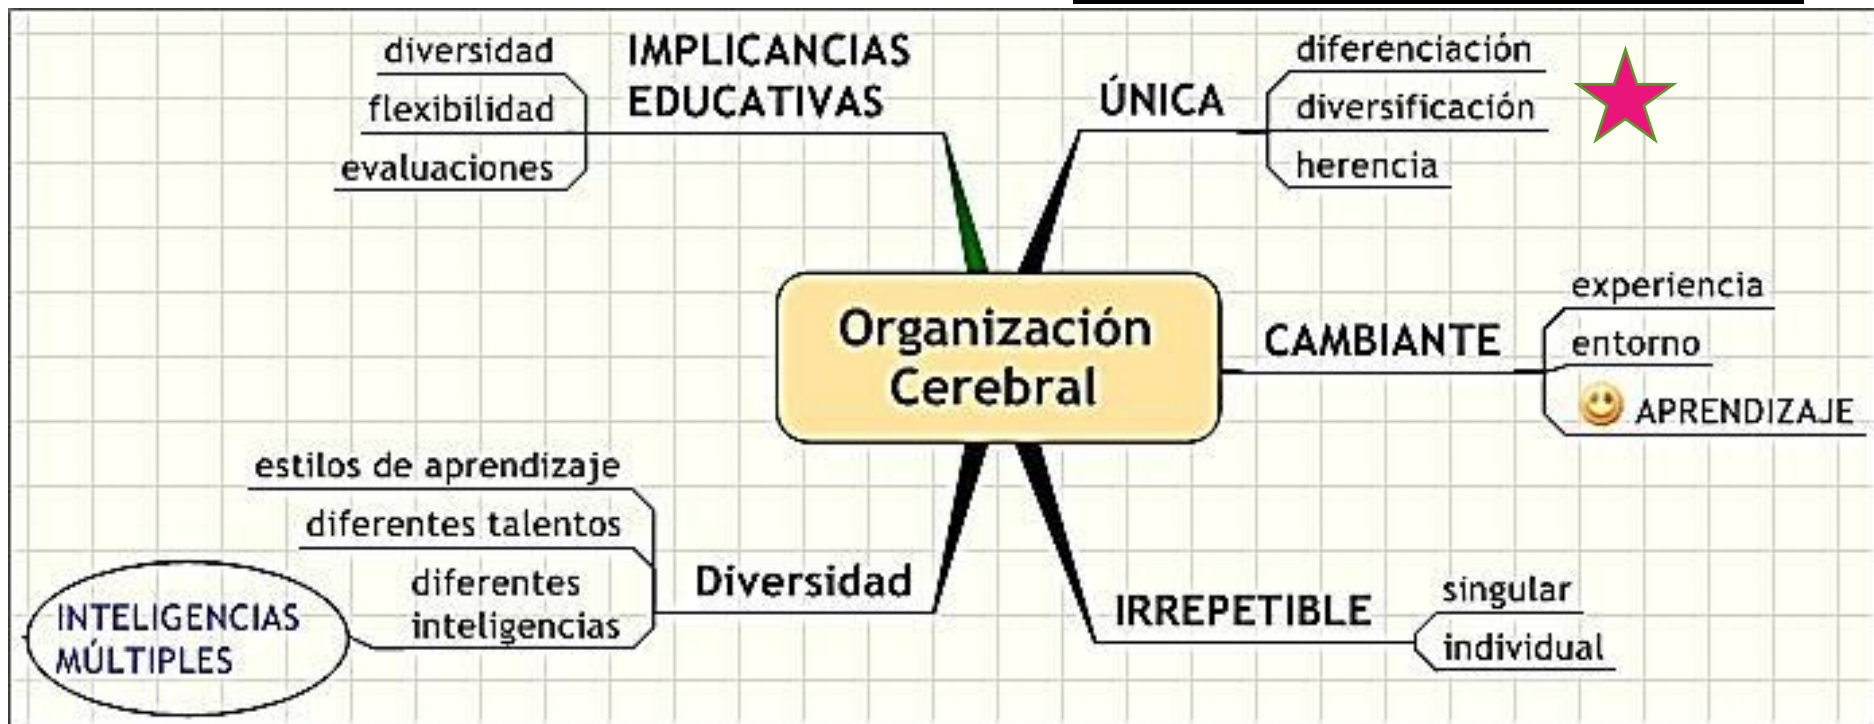 diversidad
flexibilidad
evaluaciones
IMPLICANCIAS
EDUCATIVAS
ÚNICA
diferenciación
diversificación
herencia
Organización
Cerebral
CAMBIANTE
experiencia
entorno
APRENDIZAJE
estilos de aprendizaje
diferentes talentos
diferentes
inteligencias
Diversidad
INTELIGENCIAS
MÚLTIPLES
IRREPETIBLE
singular
individual